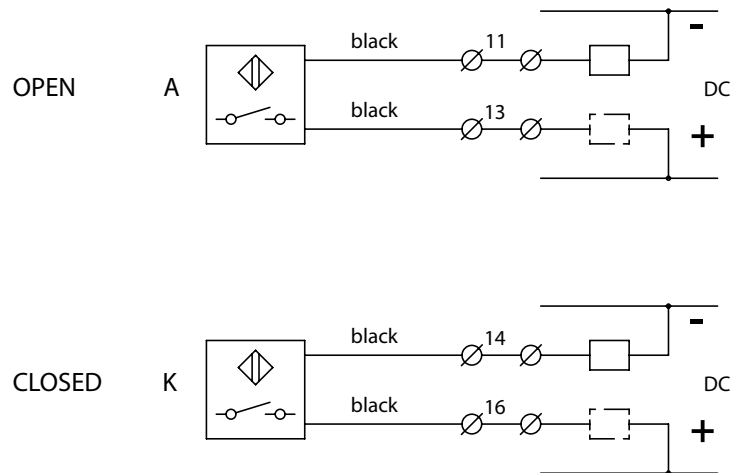 black 11 -
OPEN A DC
black 13 +
black 14 -
CLOSED K DC
black 16 +